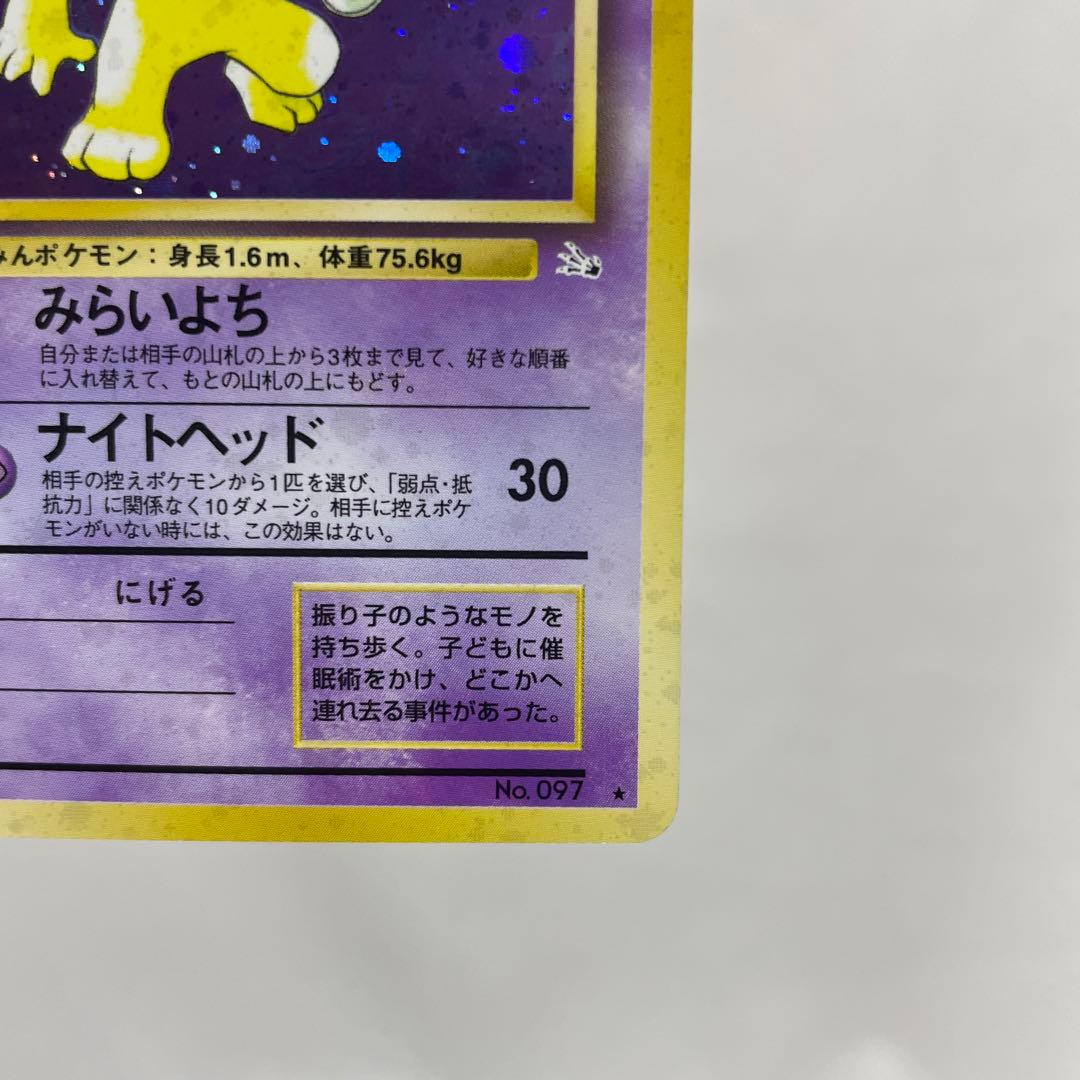 みんポケモン：身長1.6m、体重75.6kg
みらいよち
自分または相手の山札の上から3枚まで見て、好きな順番
に入れ替えて、もとの山札の上にもどす。
ナイトヘッド
相手の控えポケモンから1匹を選び、「弱点・抵
抗力」に関係なく10ダメージ。相手に控えポケ
モンがいない時には、この効果はない。
30
にげる
振り子のようなモノを
持ち歩く。子どもに催
眠術をかけ、どこかへ
連れ去る事件があった。
No. 097 ★